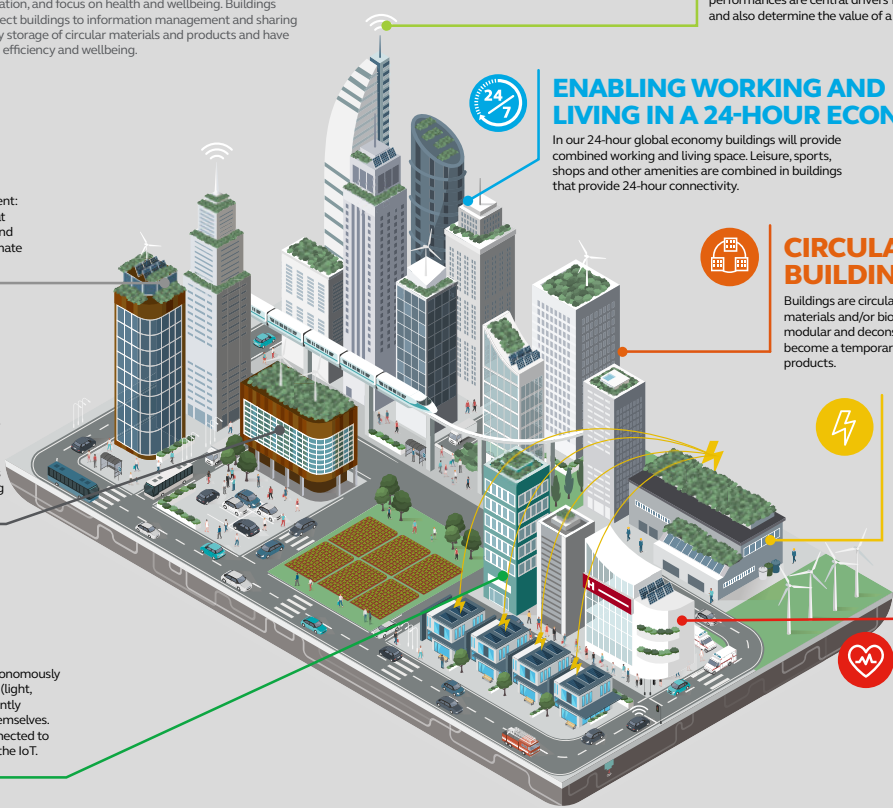 ation, and focus on health and wellbeing. Buildings
ect buildings to information management and sharing
y storage of circular materials and products and have
efficiency and wellbeing.
performances are central drivers
and also determine the value of a
24
7
ENABLING WORKING AND
LIVING IN A 24-HOUR ECON
In our 24-hour global economy buildings will provide
combined working and living space. Leisure, sports,
shops and other amenities are combined in buildings
that provide 24-hour connectivity.
ent:
nd
mate
CIRCULA
BUILDIN
Buildings are circula
materials and/or bio
modular and decons
become a temporar
products.
g
H
onomously
(light,
ntly
emselves.
nected to
the IoT.